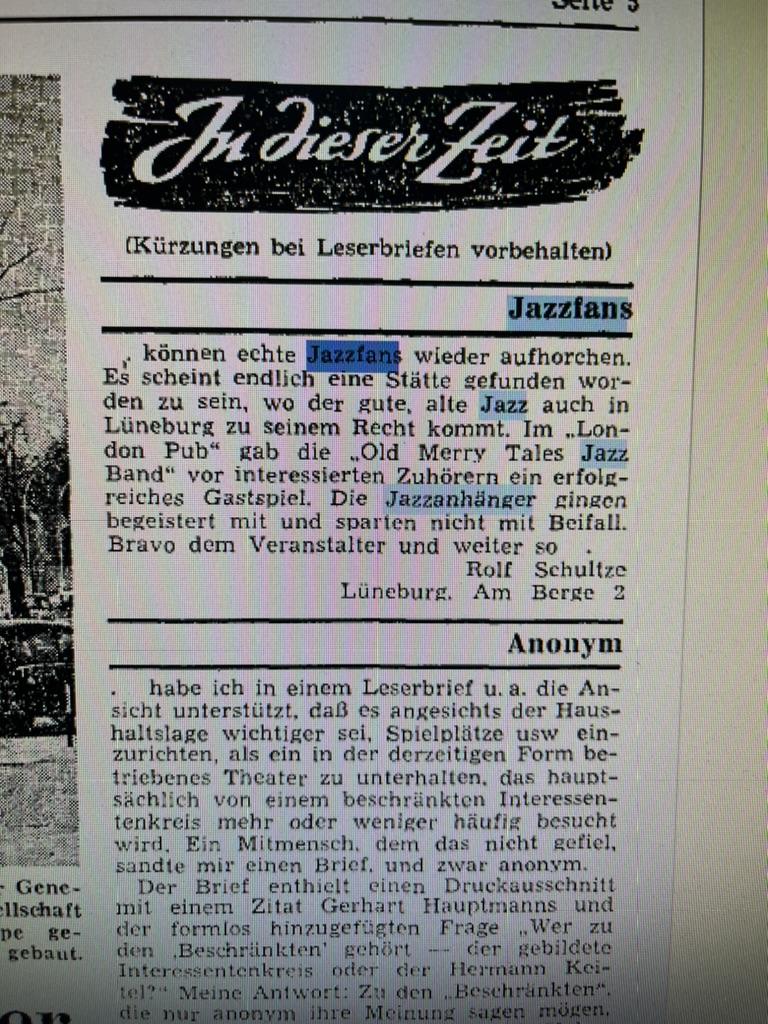 Seite 5
In dieser Zeit
(Kürzungen bei Leserbriefen vorbehalten)
Jazzfans
. können echte Jazzfans wieder aufhorchen.
Es scheint endlich eine Stätte gefunden wor-
den zu sein, wo der gute, alte Jazz auch in
Lüneburg zu seinem Recht kommt. Im „Lon-
don Pub“ gab die „Old Merry Tales Jazz
Band“ vor interessierten Zuhörern ein erfolg-
reiches Gastspiel. Die Jazzanhänger gingen
begeistert mit und sparten nicht mit Beifall.
Bravo dem Veranstalter und weiter so .
Rolf Schultze
Lüneburg, Am Berge 2
Anonym
. habe ich in einem Leserbrief u. a. die An-
sicht unterstützt, daß es angesichts der Haus-
haltslage wichtiger sei, Spielplätze usw ein-
zurichten, als ein in der derzeitigen Form be-
triebenes Theater zu unterhalten, das haupt-
sächlich von einem beschränkten Interessen-
tenkreis mehr oder weniger häufig besucht
wird. Ein Mitmensch, dem das nicht gefiel,
sandte mir einen Brief, und zwar anonym.
Der Brief enthielt einen Druckausschnitt
mit einem Zitat Gerhart Hauptmanns und
der formlos hinzugefügten Frage „Wer zu
den ‚Beschränkten‘ gehört — der gebildete
Interessentenkreis oder der Hermann Kei-
tel?“ Meine Antwort: Zu den „Beschränkten“,
die nur anonym ihre Meinung sagen mögen,
Gene-
ellschaft
pe ge-
gebaut.
or